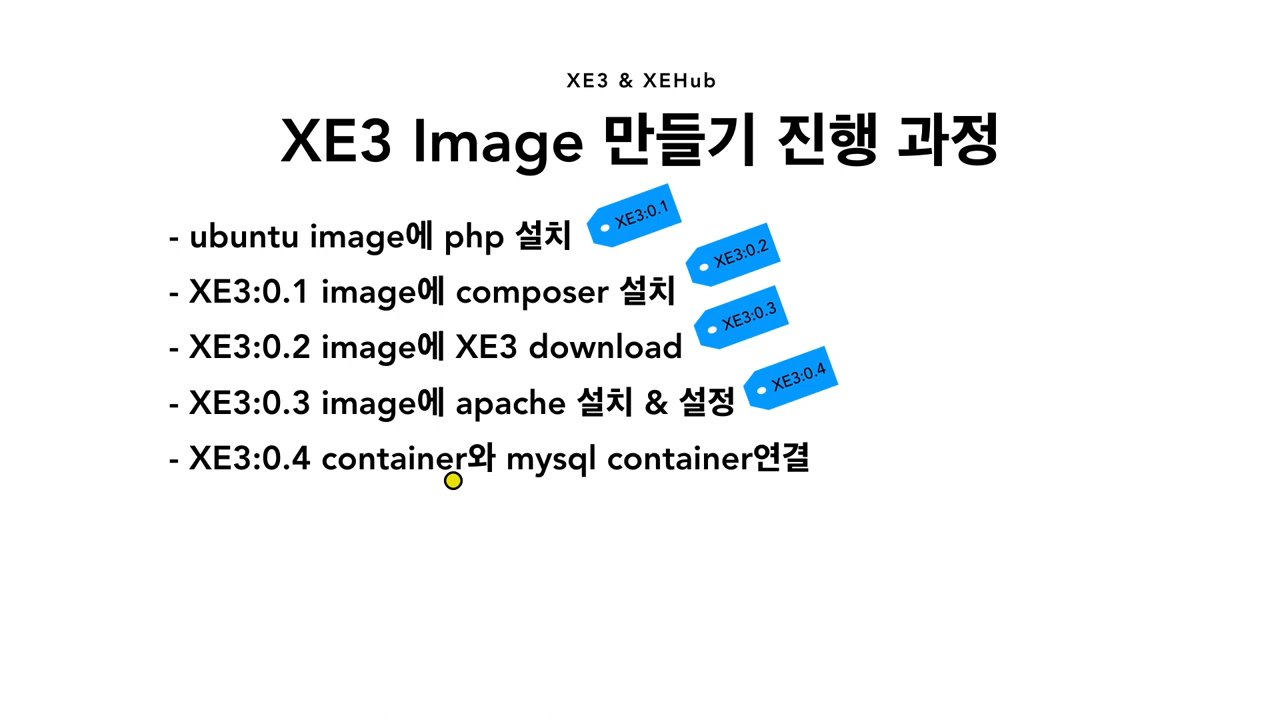 XE3 & XEHub
XE3 Image 만들기 진행 과정
- ubuntu image에 php 설치
XE3:0.1
- XE3:0.1 image에 composer 설치
XE3:0.2
- XE3:0.2 image에 XE3 download
XE3:0.3
- XE3:0.3 image에 apache 설치 & 설정
XE3:0.4
- XE3:0.4 container와 mysql container연결